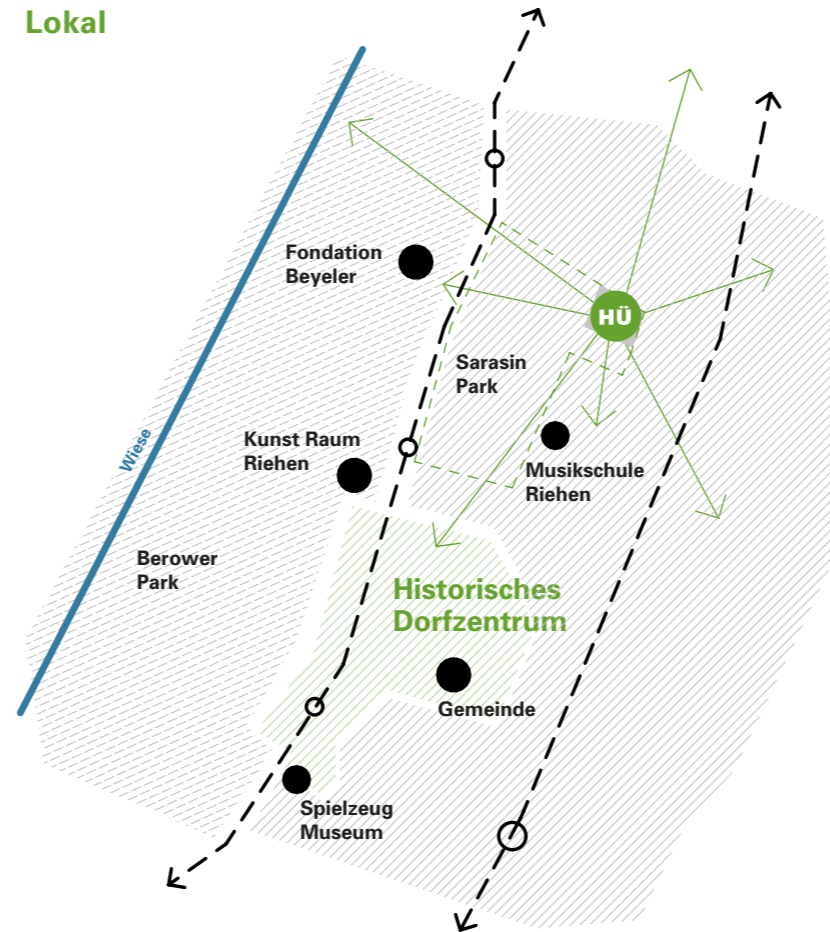 Lokal
Fondation
Beyeler
HÜ
Sarasin
Park
Wiese
Kunst Raum
Riehen
Musikschule
Riehen
Berower
Park
Historisches
Dorfzentrum
Gemeinde
Spielzeug
Museum